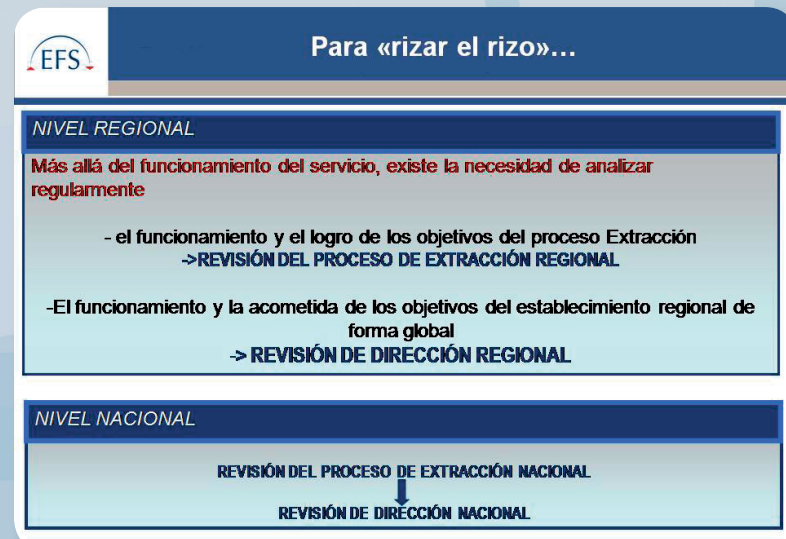 EFS
Para «rizar el rizo»...
NIVEL REGIONAL
Más allá del funcionamiento del servicio, existe la necesidad de analizar
regularmente
- el funcionamiento y el logro de los objetivos del proceso Extracción
->REVISIÓN DEL PROCESO DE EXTRACCIÓN REGIONAL
-El funcionamiento y la acometida de los objetivos del establecimiento regional de
forma global
-> REVISIÓN DE DIRECCIÓN REGIONAL
NIVEL NACIONAL
REVISIÓN DEL PROCESO DE EXTRACCIÓN NACIONAL
REVISIÓN DE DIRECCIÓN NACIONAL